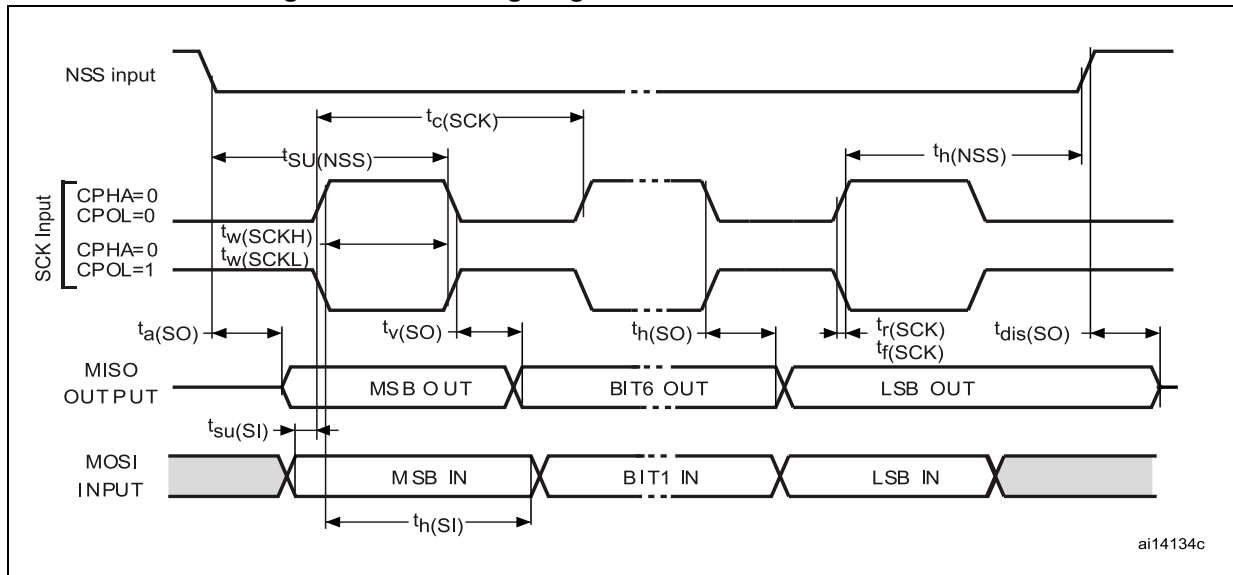 NSS input
tc(SCK)
tSU(NSS)
th(NSS)
SCK Input
CPHA=0
CPOL=0
tw(SCKH)
CPHA=0
tw(SCKL)
CPOL=1
ta(SO)
tv(SO)
th(SO)
tr(SCK)
tf(SCK)
tdis(SO)
MISO
OUTPUT
MSB OUT
BIT6 OUT
LSB OUT
tsu(SI)
MOSI
INPUT
MSB IN
BIT1 IN
LSB IN
th(SI)
ai14134c